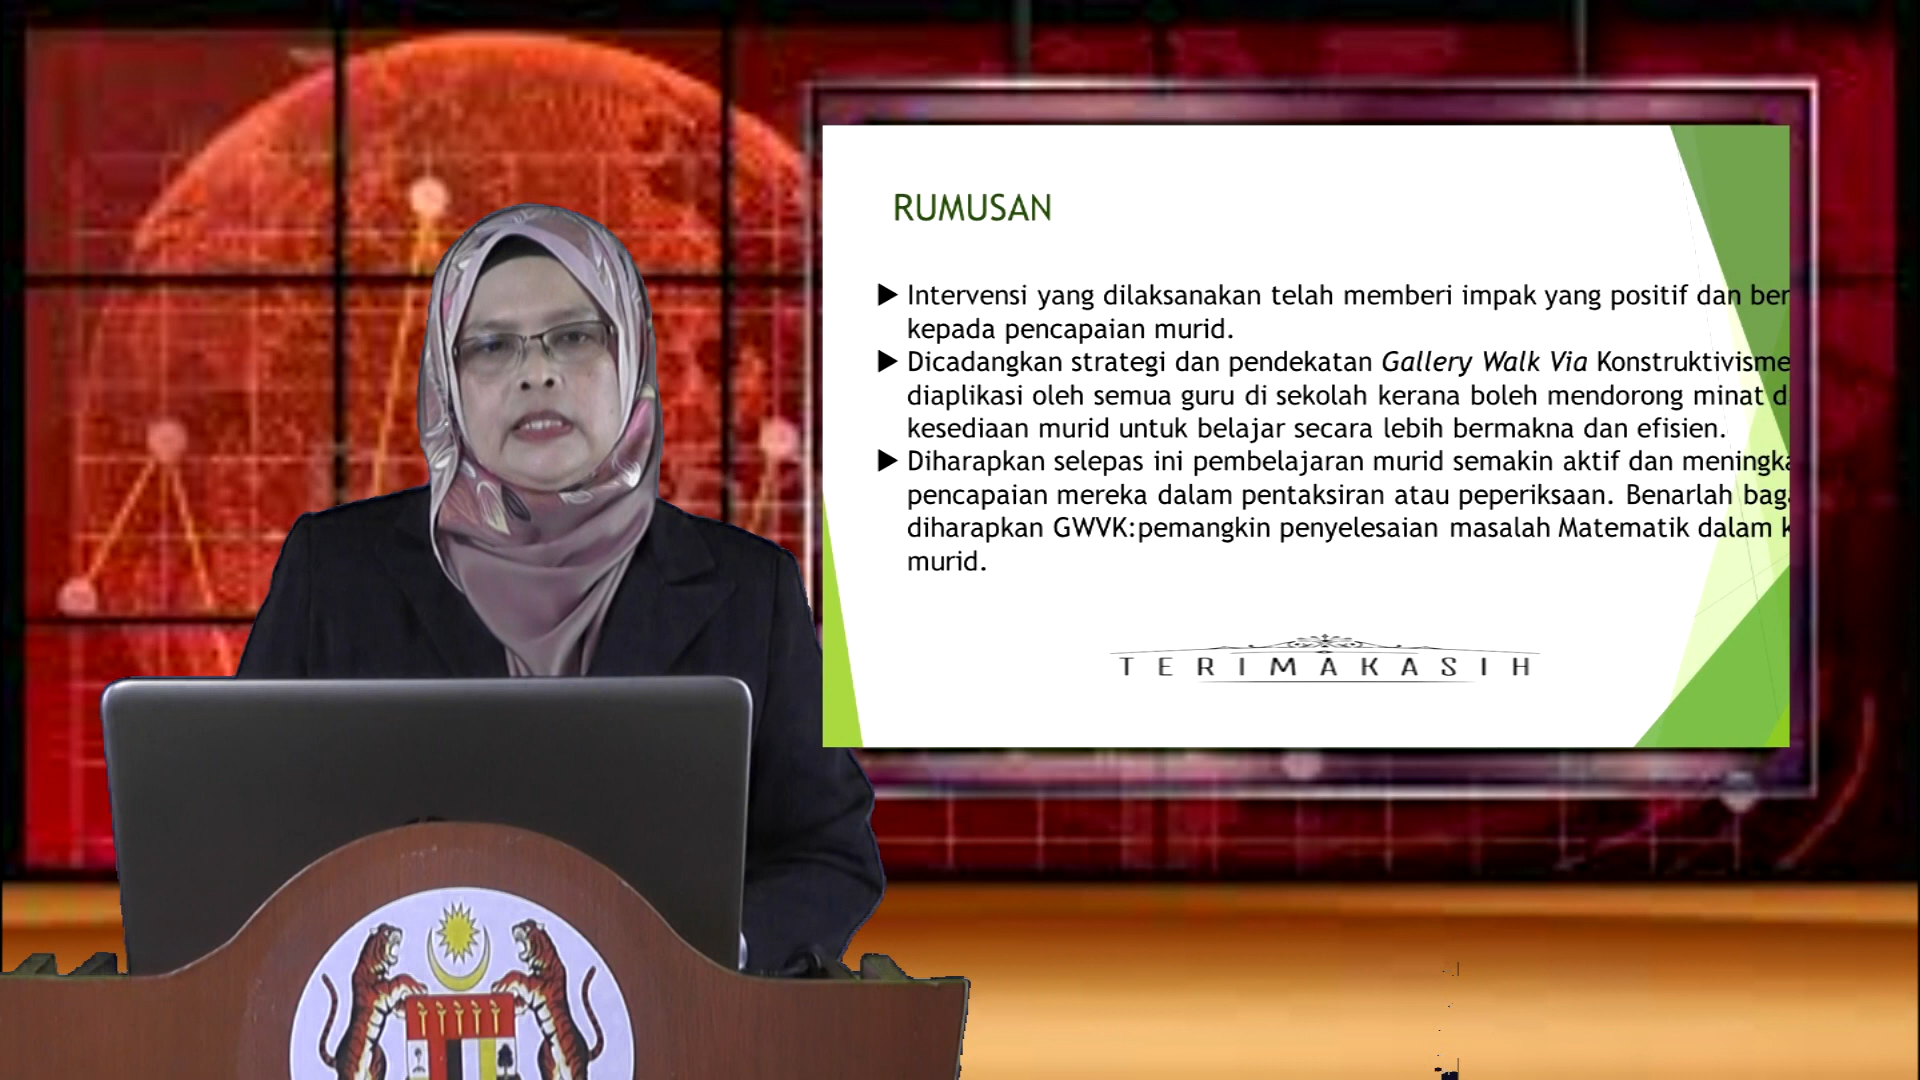 RUMUSAN
Intervensi yang dilaksanakan telah memberi impak yang positif dan
kepada pencapaian murid.
Dicadangkan strategi dan pendekatan Gallery Walk Via Konstruktivisme
diaplikasi oleh semua guru di sekolah kerana boleh mendorong minat
kesediaan murid untuk belajar secara lebih bermakna dan efisien.
Diharapkan selepas ini pembelajaran murid semakin aktif dan
pencapaian mereka dalam pentaksiran atau peperiksaan. Benarlah
diharapkan GWVK:pemangkin penyelesaian masalah Matematik dalam
murid.
TERIMAKASIH